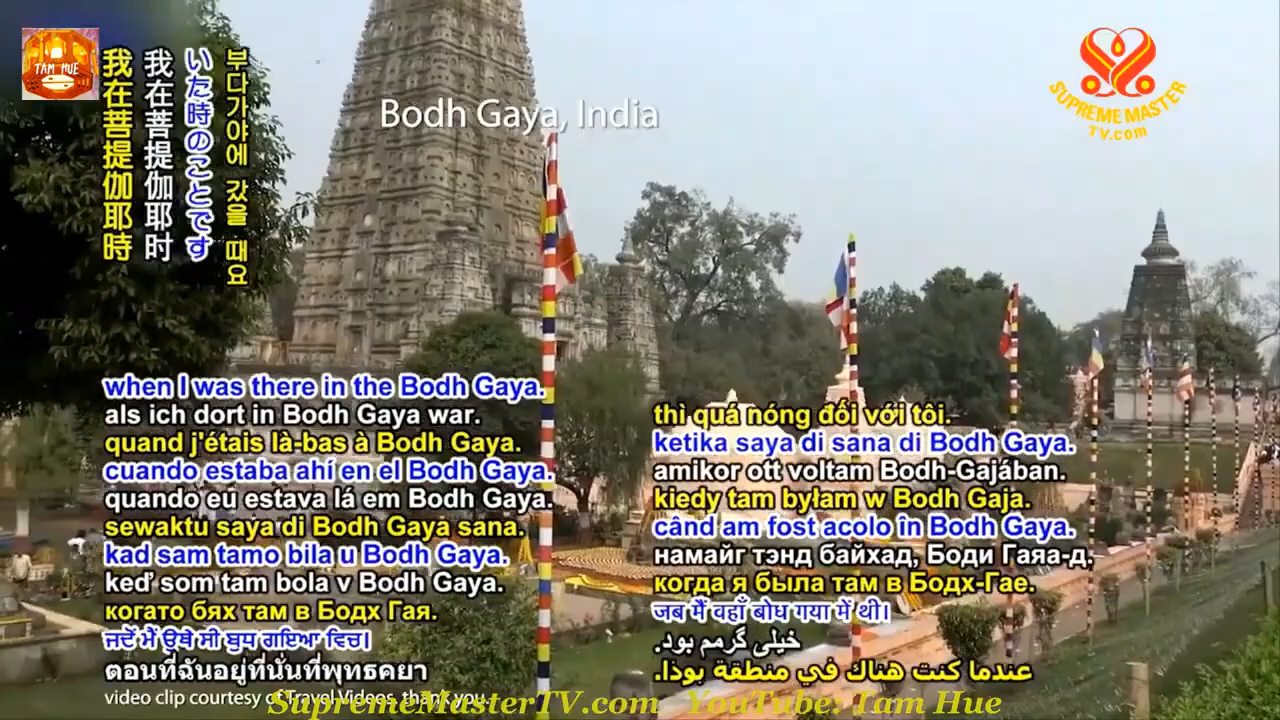 TAM HUE
Bodh Gaya, India
SUPREME MASTER
TV.com
부다가야에 갔을 때요
いた時のことです
我在菩提伽耶时
我在菩提伽耶時
when I was there in the Bodh Gaya.
als ich dort in Bodh Gaya war.
quand j'étais là-bas à Bodh Gaya.
cuando estaba ahí en el Bodh Gaya.
quando eu estava lá em Bodh Gaya.
sewaktu saya di Bodh Gaya sana.
kad sam tamo bila u Bodh Gaya.
keď som tam bola v Bodh Gaya.
когато бях там в Бодх Гая.
ਜਦੋਂ ਮੈਂ ਉਥੇ ਸੀ ਬੁਧ ਗਇਆ ਵਿਚ।
ตอนที่ฉันอยู่ที่นั่นที่พุทธคยา
thì quá nóng đối với tôi.
ketika saya di sana di Bodh Gaya.
amikor ott voltam Bodh-Gajában.
kiedy tam byłam w Bodh Gaja.
când am fost acolo în Bodh Gaya.
намайг тэнд байхад, Боди Гаяа-д.
когда я была там в Бодх-Гае.
जब मैं वहाँ बोध गया में थी।
خیلی گرمم بود.
عندما كنت هناك في منطقة بوذا.
video clip courtesy of Travel Videos, thank you.
SupremeMasterTV.com YouTube: Tam Hue